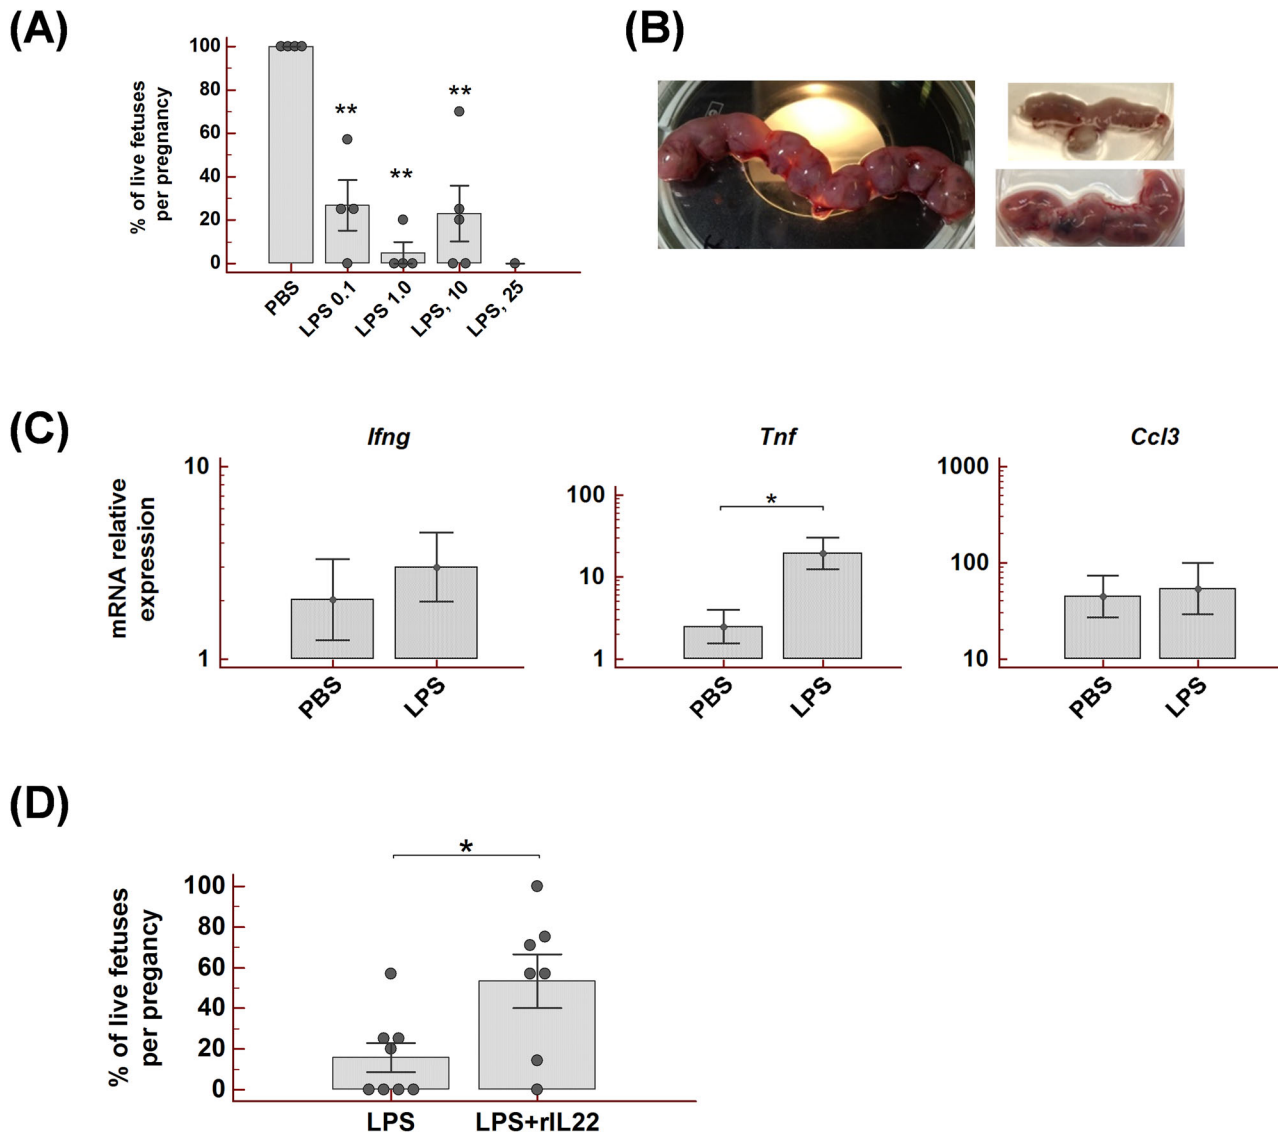 (A)
(B)
% of live fetuses
per pregnancy
100
80
60
40
20
0
**
**
**
PBS
LPS 0.1
LPS 1.0
LPS, 10
LPS, 25
(C)
mRNA relative
expression
Ifng
10
1
PBS
LPS
Tnf
100
10
1
*
PBS
LPS
Ccl3
1000
100
10
PBS
LPS
(D)
% of live fetuses
per pregancy
100
80
60
40
20
0
*
LPS
LPS+rIL22